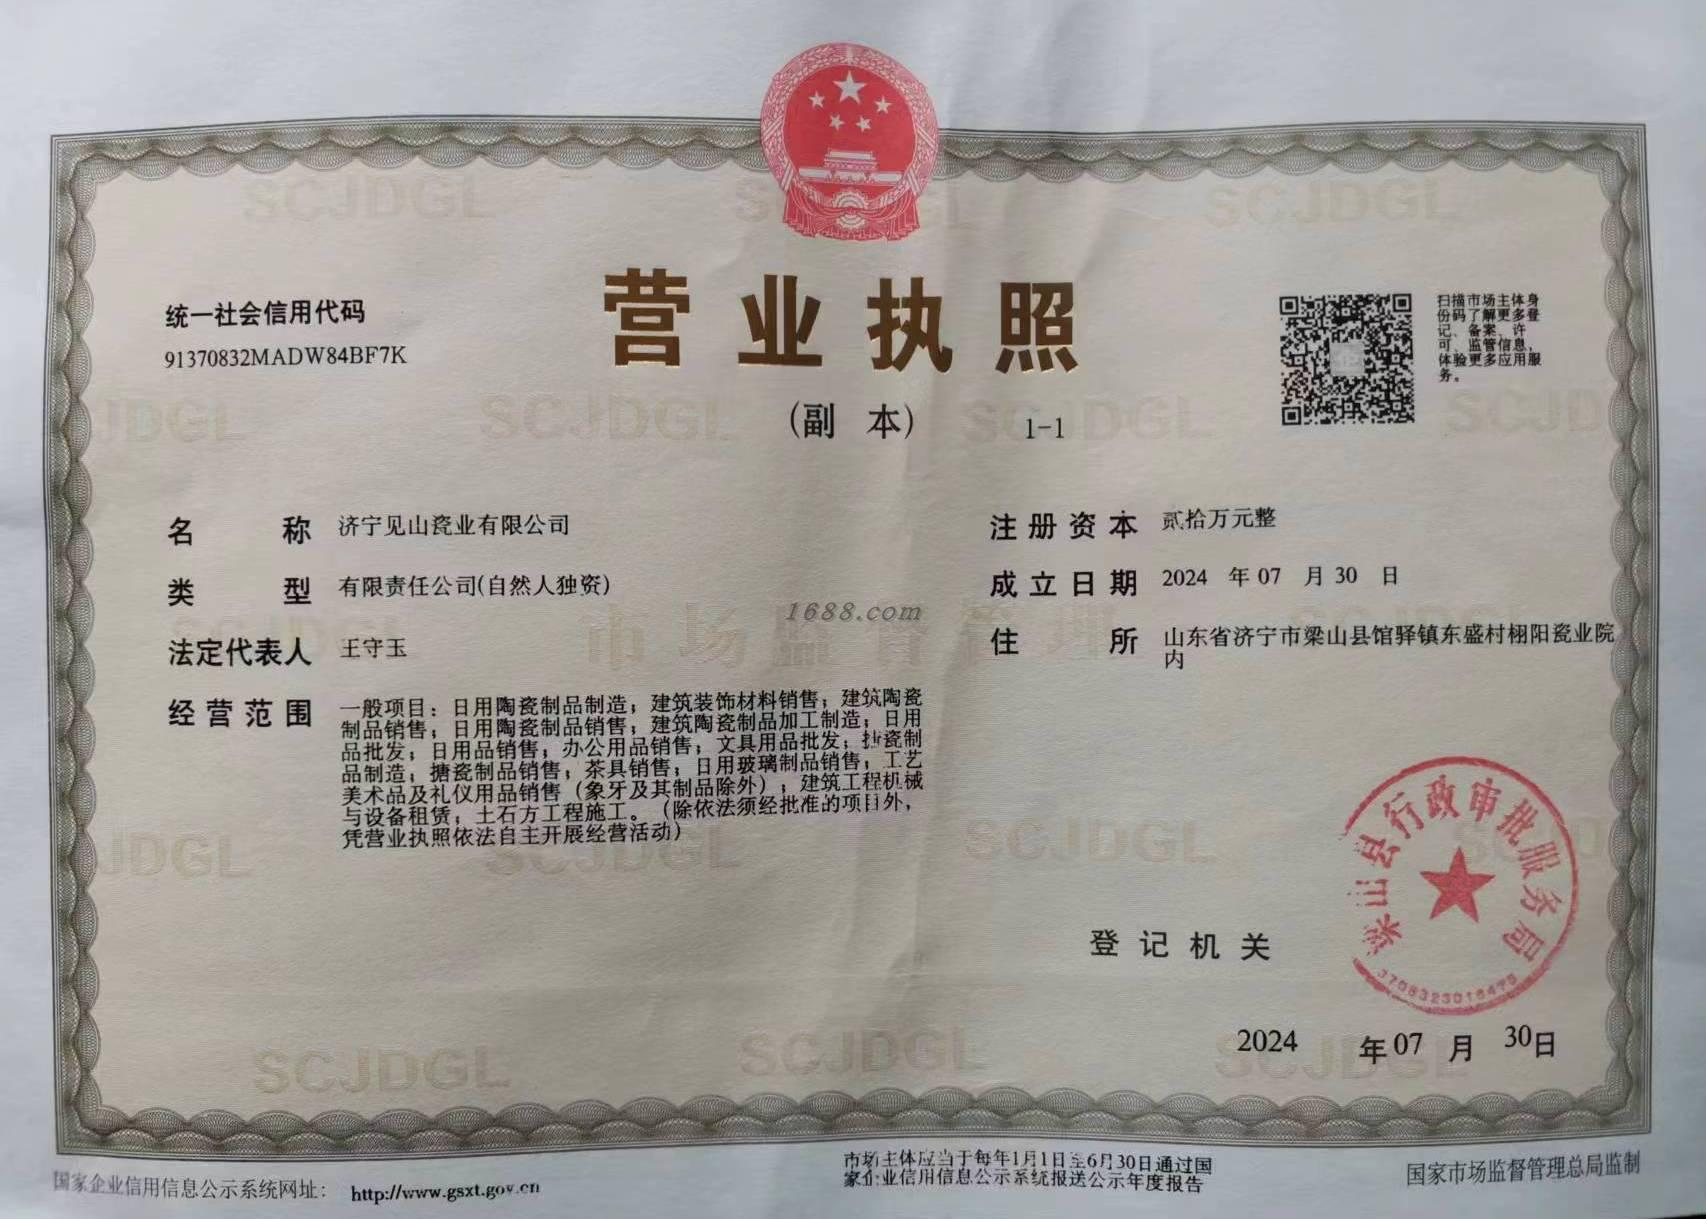 营业执照
(副 本)
1-1
统一社会信用代码
91370832MADW84BF7K
扫描市场主体身
份码了解更多登
记、备案、许
可、监管信息,
体验更多应用服
务。
名 称 济宁见山瓷业有限公司
类 型 有限责任公司(自然人独资)
法定代表人 王守玉
经营范围 一般项目:日用陶瓷制品制造;建筑装饰材料销售;建筑陶瓷
制品销售;日用陶瓷制品销售;建筑陶瓷制品加工制造;日用
品批发;日用品销售;办公用品销售;文具用品批发;搪瓷制
品制造;搪瓷制品销售;茶具销售;日用玻璃制品销售;工艺
美术品及礼仪用品销售(象牙及其制品除外);建筑工程机械
与设备租赁;土石方工程施工。(除依法须经批准的项目外,
凭营业执照依法自主开展经营活动)
注册资本 贰拾万元整
成立日期 2024 年 07 月 30 日
住 所 山东省济宁市梁山县馆驿镇东盛村栩阳瓷业院
内
1688.com
市场监督管理
SCJDGL
登记机关
梁山县行政审批服务局
2024 年 07 月 30日
国家企业信用信息公示系统网址: http://www.gsxt.gov.cn
市场主体应当于每年1月1日至6月30日通过国
家企业信用信息公示系统报送公示年度报告
国家市场监督管理总局监制